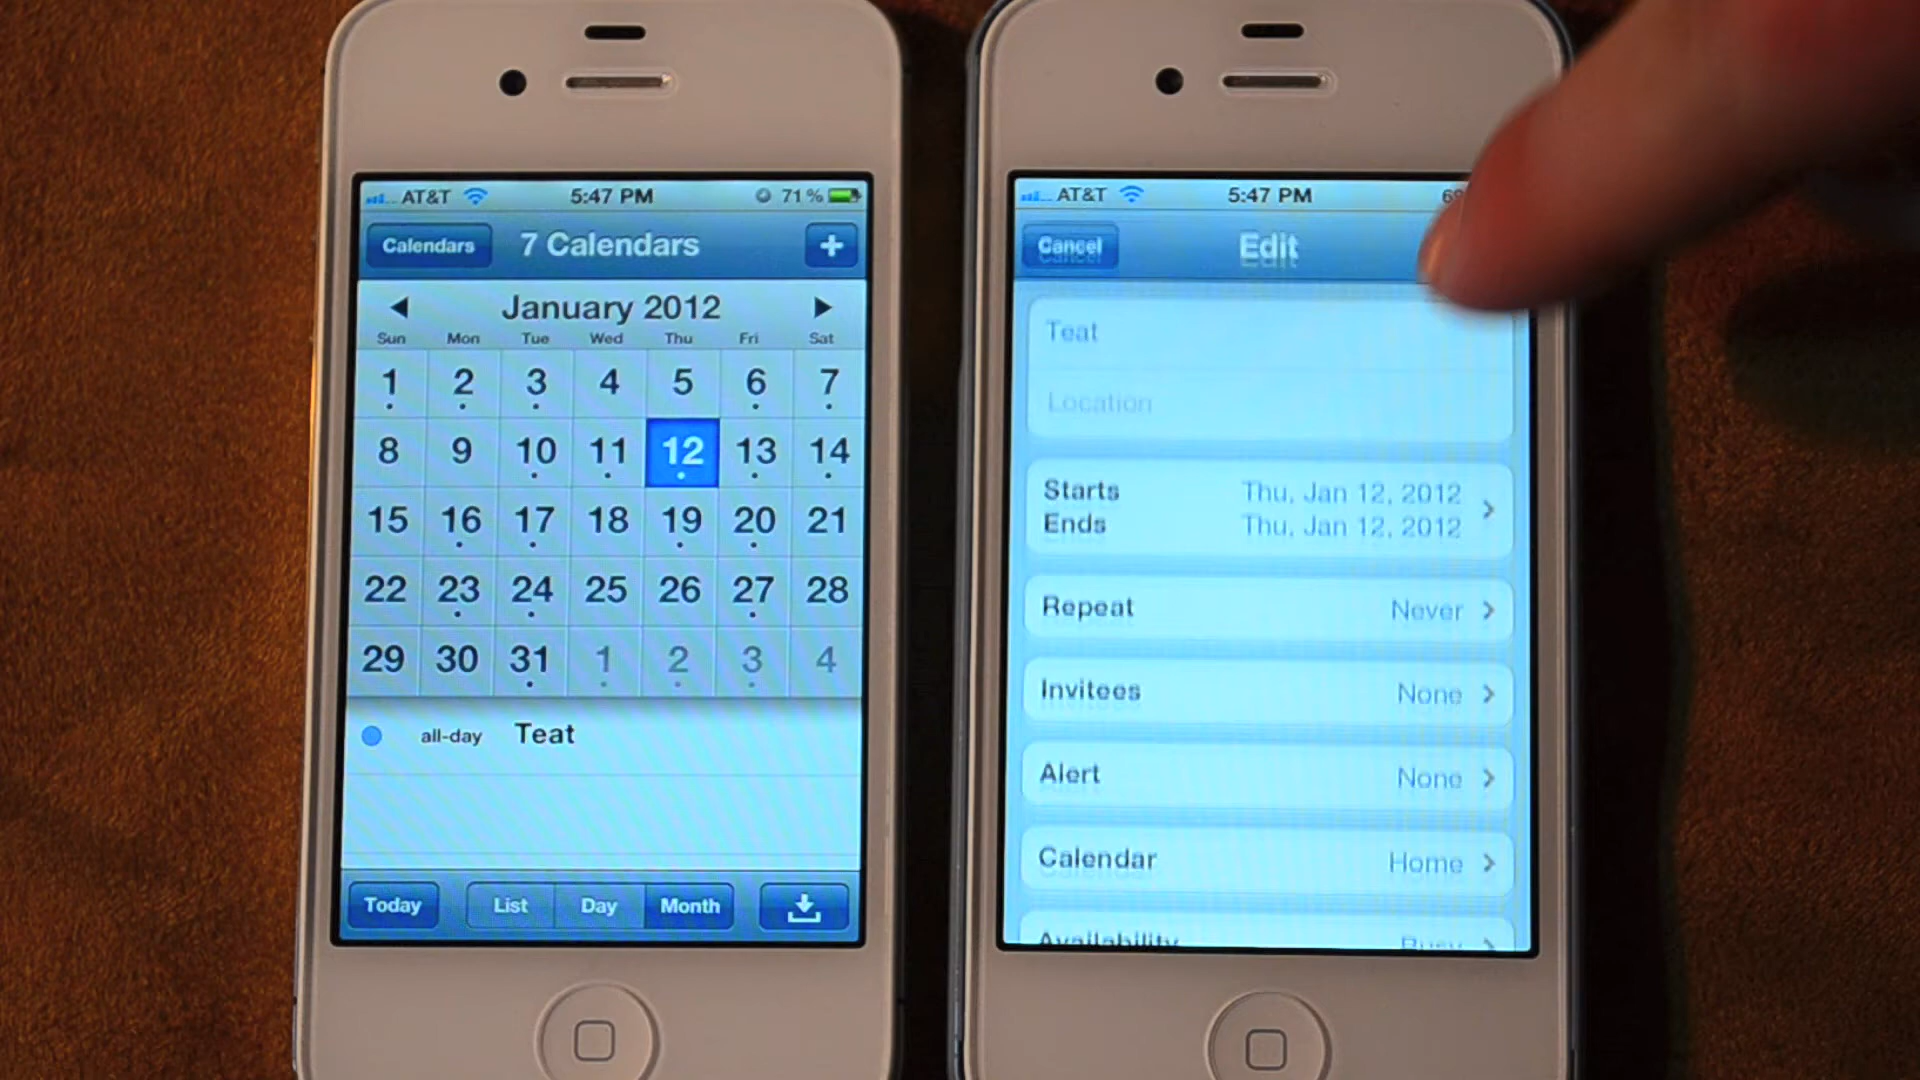 AT&T 5:47 PM 71%
Calendars 7 Calendars +
January 2012
Sun Mon Tue Wed Thu Fri Sat
1 2 3 4 5 6 7
8 9 10 11 12 13 14
15 16 17 18 19 20 21
22 23 24 25 26 27 28
29 30 31 1 2 3 4
all-day Teat
Today List Day Month
AT&T 5:47 PM
Cancel Edit
Teat
Location
Starts Thu, Jan 12, 2012
Ends Thu, Jan 12, 2012
Repeat Never
Invitees None
Alert None
Calendar Home
Availability Busy